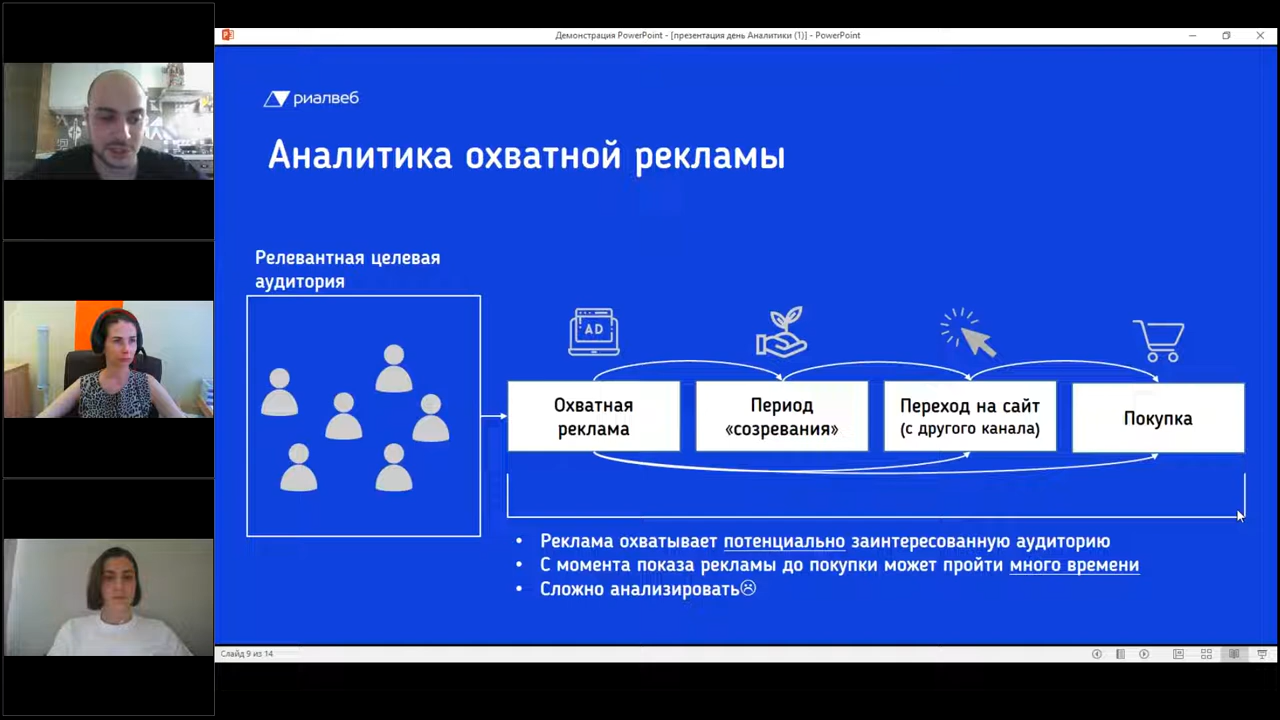 Демонстрация PowerPoint - [презентация день Аналитики (1)] - PowerPoint
риалвеб
Аналитика охватной рекламы
Релевантная целевая
аудитория
AD
Охватная
реклама
Период
«созревания»
Переход на сайт
(с другого канала)
Покупка
• Реклама охватывает потенциально заинтересованную аудиторию
• С момента показа рекламы до покупки может пройти много времени
• Сложно анализировать☹
Слайд 9 из 14